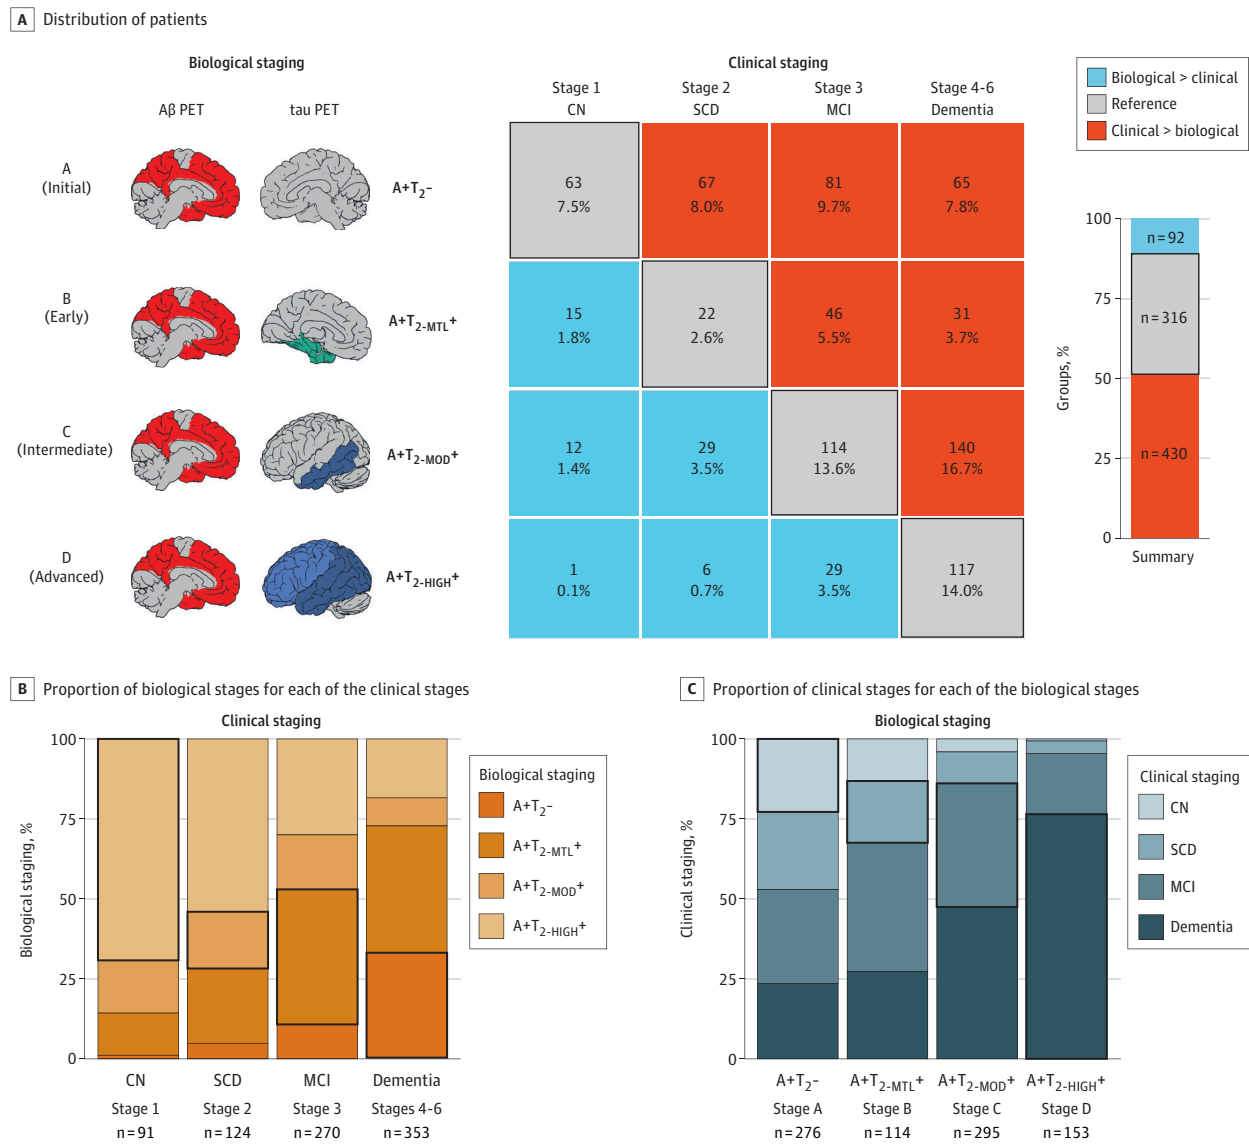 A Distribution of patients
Biological staging
Aβ PET tau PET
Clinical staging
Stage 1 Stage 2 Stage 3 Stage 4-6
CN SCD MCI Dementia
Biological > clinical
Reference
Clinical > biological
A
(Initial)
A+T2-
63 67 81 65
7.5% 8.0% 9.7% 7.8%
B
(Early)
A+T2-MTL+
15 22 46 31
1.8% 2.6% 5.5% 3.7%
C
(Intermediate)
A+T2-MOD+
12 29 114 140
1.4% 3.5% 13.6% 16.7%
D
(Advanced)
A+T2-HIGH+
1 6 29 117
0.1% 0.7% 3.5% 14.0%
Groups, %
100
75
50
25
0
n=92
n=316
n=430
Summary
B Proportion of biological stages for each of the clinical stages
Clinical staging
Biological staging, %
100
75
50
25
0
CN SCD MCI Dementia
Stage 1 Stage 2 Stage 3 Stages 4-6
n=91 n=124 n=270 n=353
Biological staging
A+T2-
A+T2-MTL+
A+T2-MOD+
A+T2-HIGH+
C Proportion of clinical stages for each of the biological stages
Biological staging
Clinical staging, %
100
75
50
25
0
A+T2- A+T2-MTL+ A+T2-MOD+ A+T2-HIGH+
Stage A Stage B Stage C Stage D
n=276 n=114 n=295 n=153
Clinical staging
CN
SCD
MCI
Dementia